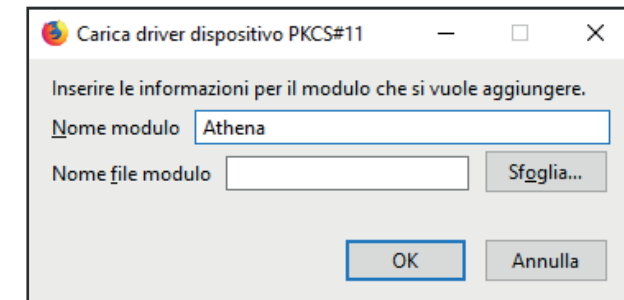 Carica driver dispositivo PKCS#11
Inserire le informazioni per il modulo che si vuole aggiungere.
Nome modulo Athena
Nome file modulo Sfoglia...
OK Annulla